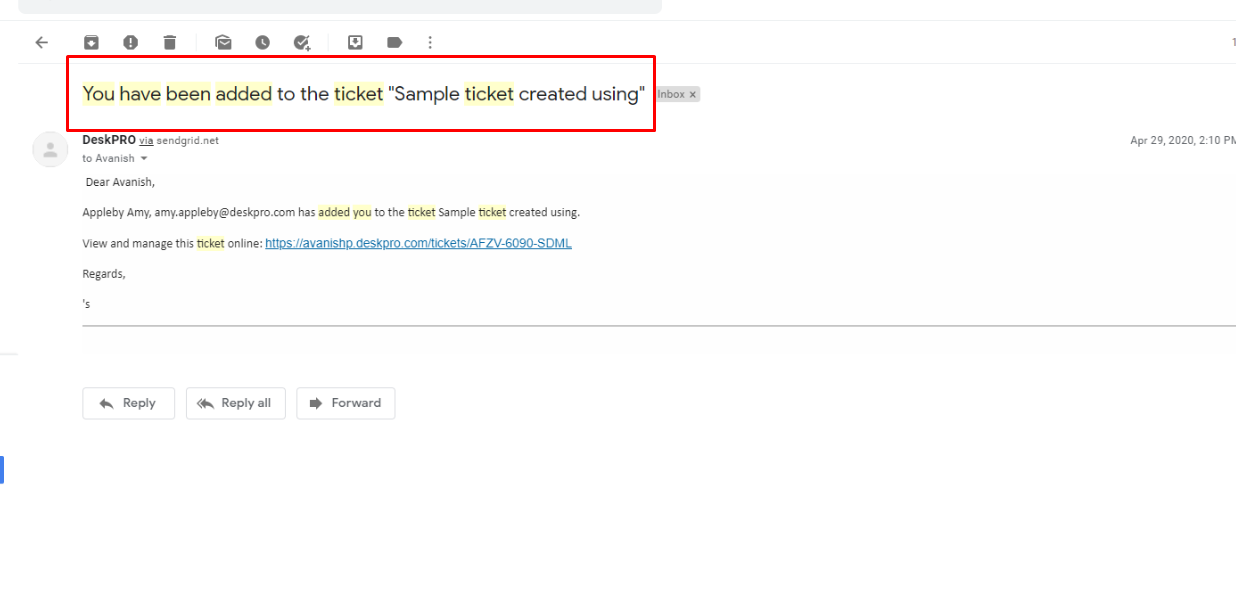 You have been added to the ticket "Sample ticket created using" Inbox x
DeskPRO via sendgrid.net Apr 29, 2020, 2:10 PM
to Avanish
Dear Avanish,
Appleby Amy, amy.appleby@deskpro.com has added you to the ticket Sample ticket created using.
View and manage this ticket online: https://avanishp.deskpro.com/tickets/AFZV-6090-SDML
Regards,
's
Reply Reply all Forward